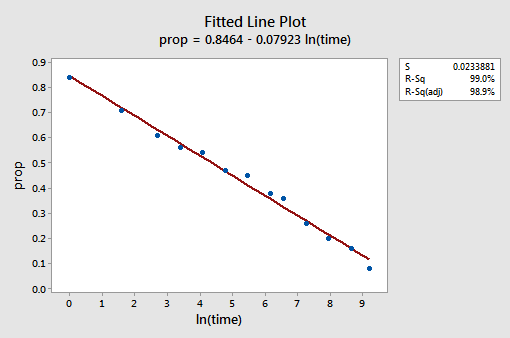 Fitted Line Plot
prop = 0.8464 - 0.07923 ln(time)
S 0.0233881
R-Sq 99.0%
R-Sq(adj) 98.9%
prop
0.9
0.8
0.7
0.6
0.5
0.4
0.3
0.2
0.1
0.0
0 1 2 3 4 5 6 7 8 9
ln(time)